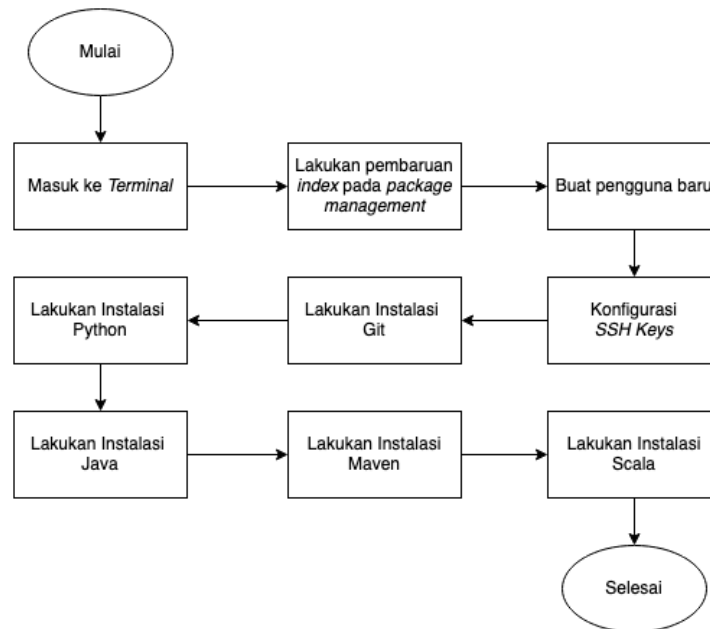 Mulai
Masuk ke Terminal
Lakukan pembaruan
index pada package
management
Buat pengguna baru
Konfigurasi
SSH Keys
Lakukan Instalasi
Git
Lakukan Instalasi
Python
Lakukan Instalasi
Java
Lakukan Instalasi
Maven
Lakukan Instalasi
Scala
Selesai